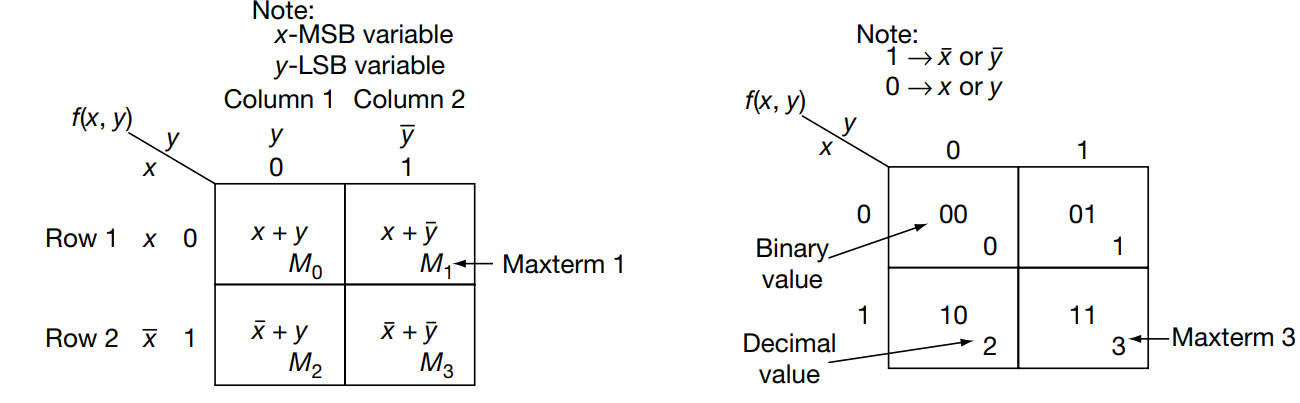 Note:
x-MSB variable
y-LSB variable
Column 1 Column 2
f(x, y)
y
x
y
y̅
0
1
Row 1 x 0
x + y
M₀
x + y̅
M₁
Maxterm 1
Row 2 x̅ 1
x̅ + y
M₂
x̅ + y̅
M₃
Note:
1 → x̅ or y̅
0 → x or y
f(x, y)
y
x
0 1
0
00
0
01
1
Binary
value
1
10
2
11
3
Decimal
value
Maxterm 3